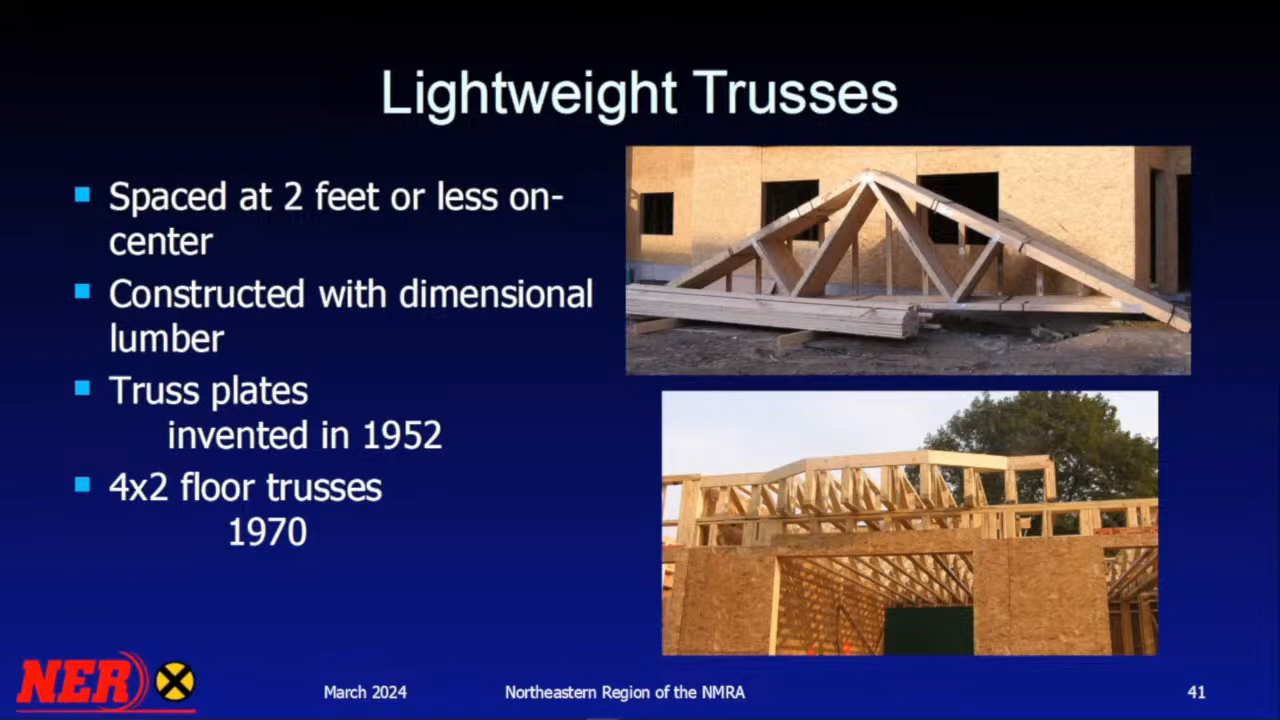 Lightweight Trusses
Spaced at 2 feet or less on-
center
Constructed with dimensional
lumber
Truss plates
invented in 1952
4x2 floor trusses
1970
NER
March 2024
Northeastern Region of the NMRA
41